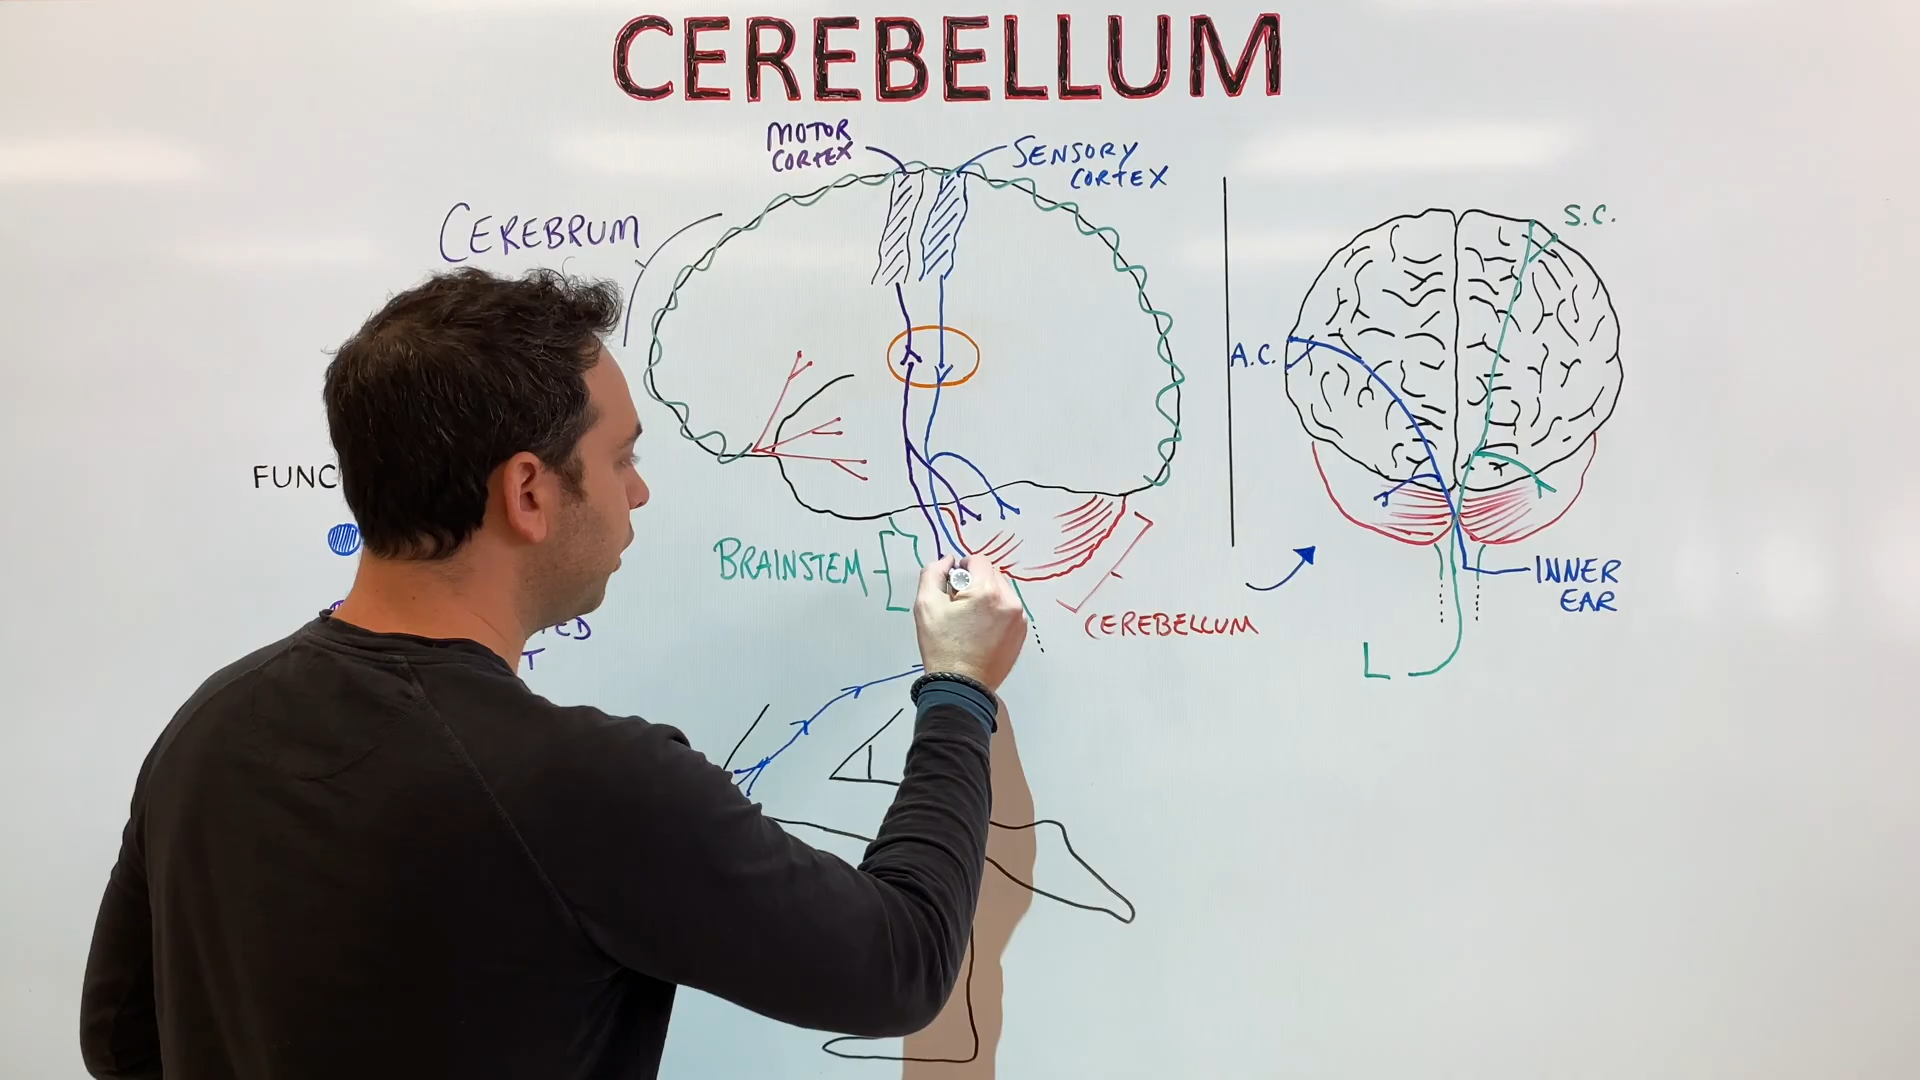 CEREBELLUM
MOTOR
CORTEX
SENSORY
CORTEX
CEREBRUM
S.C.
A.C.
FUNC
BRAINSTEM
INNER
EAR
CEREBELLUM
L